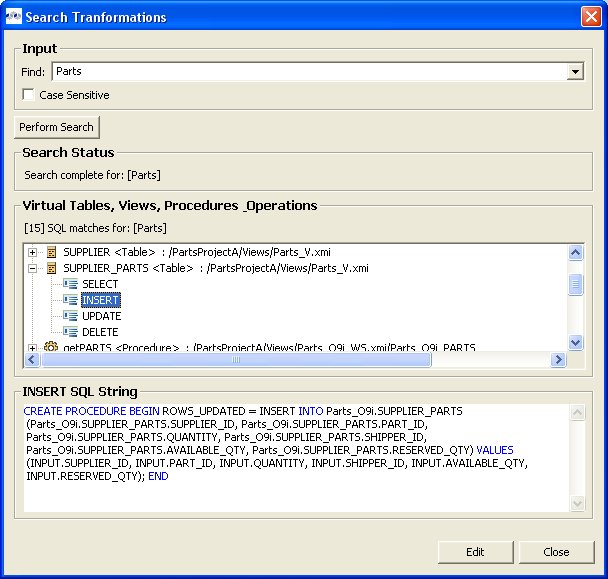 Search Tranformations
Input
Find: Parts
Case Sensitive
Perform Search
Search Status
Search complete for: [Parts]
Virtual Tables, Views, Procedures _Operations
[15] SQL matches for: [Parts]
SUPPLIER <Table> : /PartsProjectA/Views/Parts_V.xmi
SUPPLIER_PARTS <Table> : /PartsProjectA/Views/Parts_V.xmi
SELECT
INSERT
UPDATE
DELETE
getPARTS <Procedure> : /PartsProjectA/Views/Parts_O9i_WS.xmi/Parts_O9i_PARTS
INSERT SQL String
CREATE PROCEDURE BEGIN ROWS_UPDATED = INSERT INTO Parts_O9i.SUPPLIER_PARTS
(Parts_O9i.SUPPLIER_PARTS.SUPPLIER_ID, Parts_O9i.SUPPLIER_PARTS.PART_ID,
Parts_O9i.SUPPLIER_PARTS.QUANTITY, Parts_O9i.SUPPLIER_PARTS.SHIPPER_ID,
Parts_O9i.SUPPLIER_PARTS.AVAILABLE_QTY, Parts_O9i.SUPPLIER_PARTS.RESERVED_QTY) VALUES
(INPUT.SUPPLIER_ID, INPUT.PART_ID, INPUT.QUANTITY, INPUT.SHIPPER_ID, INPUT.AVAILABLE_QTY,
INPUT.RESERVED_QTY); END
Edit
Close